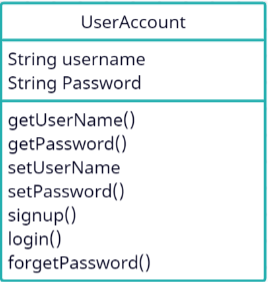 UserAccount
String username
String Password
getUserName()
getPassword()
setUserName
setPassword()
signup()
login()
forgetPassword()